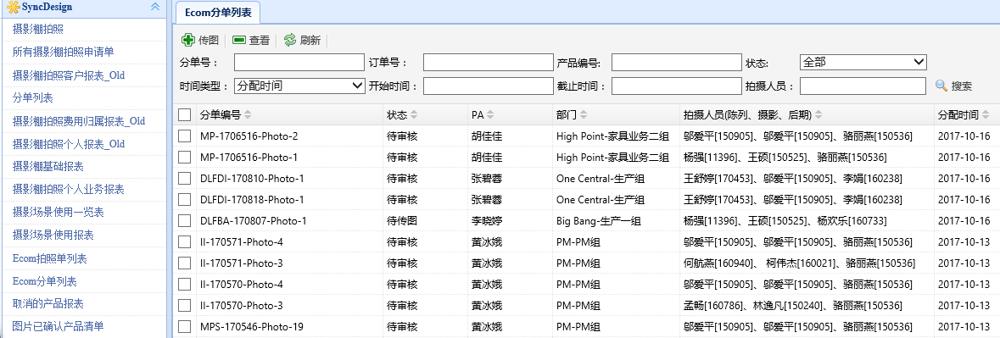 SyncDesign
摄影棚拍照
所有摄影棚拍照申请单
摄影棚拍照客户报表_Old
分单列表
摄影棚拍照费用归属报表_Old
摄影棚拍照个人报表_Old
摄影棚基础报表
摄影棚拍照个人业务报表
摄影场景使用一览表
摄影场景使用报表
Ecom拍照单列表
Ecom分单列表
取消的产品报表
图片已确认产品清单
Ecom分单列表
传图 查看 刷新
分单号： 订单号： 产品编号: 状态: 全部
时间类型： 分配时间 开始时间： 截止时间： 拍摄人员： 搜索
分单编号 状态 PA 部门 拍摄人员(陈列、摄影、后期) 分配时间
MP-1706516-Photo-2 待审核 胡佳佳 High Point-家具业务二组 邬爱平[150905]、邬爱平[150905]、骆丽燕[150536] 2017-10-16
MP-1706516-Photo-1 待审核 胡佳佳 High Point-家具业务二组 杨强[11396]、王硕[150525]、骆丽燕[150536] 2017-10-16
DLFDI-170810-Photo-1 待审核 张碧蓉 One Central-生产组 王舒婷[170453]、邬爱平[150905]、李娟[160238] 2017-10-16
DLFDI-170818-Photo-1 待审核 张碧蓉 One Central-生产组 王舒婷[170453]、邬爱平[150905]、李娟[160238] 2017-10-16
DLFBA-170807-Photo-1 待传图 李晓婷 Big Bang-生产一组 杨强[11396]、王硕[150525]、杨欢乐[160733] 2017-10-16
II-170571-Photo-4 待审核 黄冰娥 PM-PM组 邬爱平[150905]、邬爱平[150905]、骆丽燕[150536] 2017-10-13
II-170571-Photo-3 待审核 黄冰娥 PM-PM组 何航燕[160940]、 柯伟杰[160021]、骆丽燕[150536] 2017-10-13
II-170570-Photo-4 待审核 黄冰娥 PM-PM组 邬爱平[150905]、邬爱平[150905]、骆丽燕[150536] 2017-10-13
II-170570-Photo-3 待审核 黄冰娥 PM-PM组 孟畅[160786]、林逸凡[150240]、骆丽燕[150536] 2017-10-13
MPS-170546-Photo-19 待审核 黄冰娥 PM-PM组 邬爱平[150905]、邬爱平[150905]、骆丽燕[150536] 2017-10-13